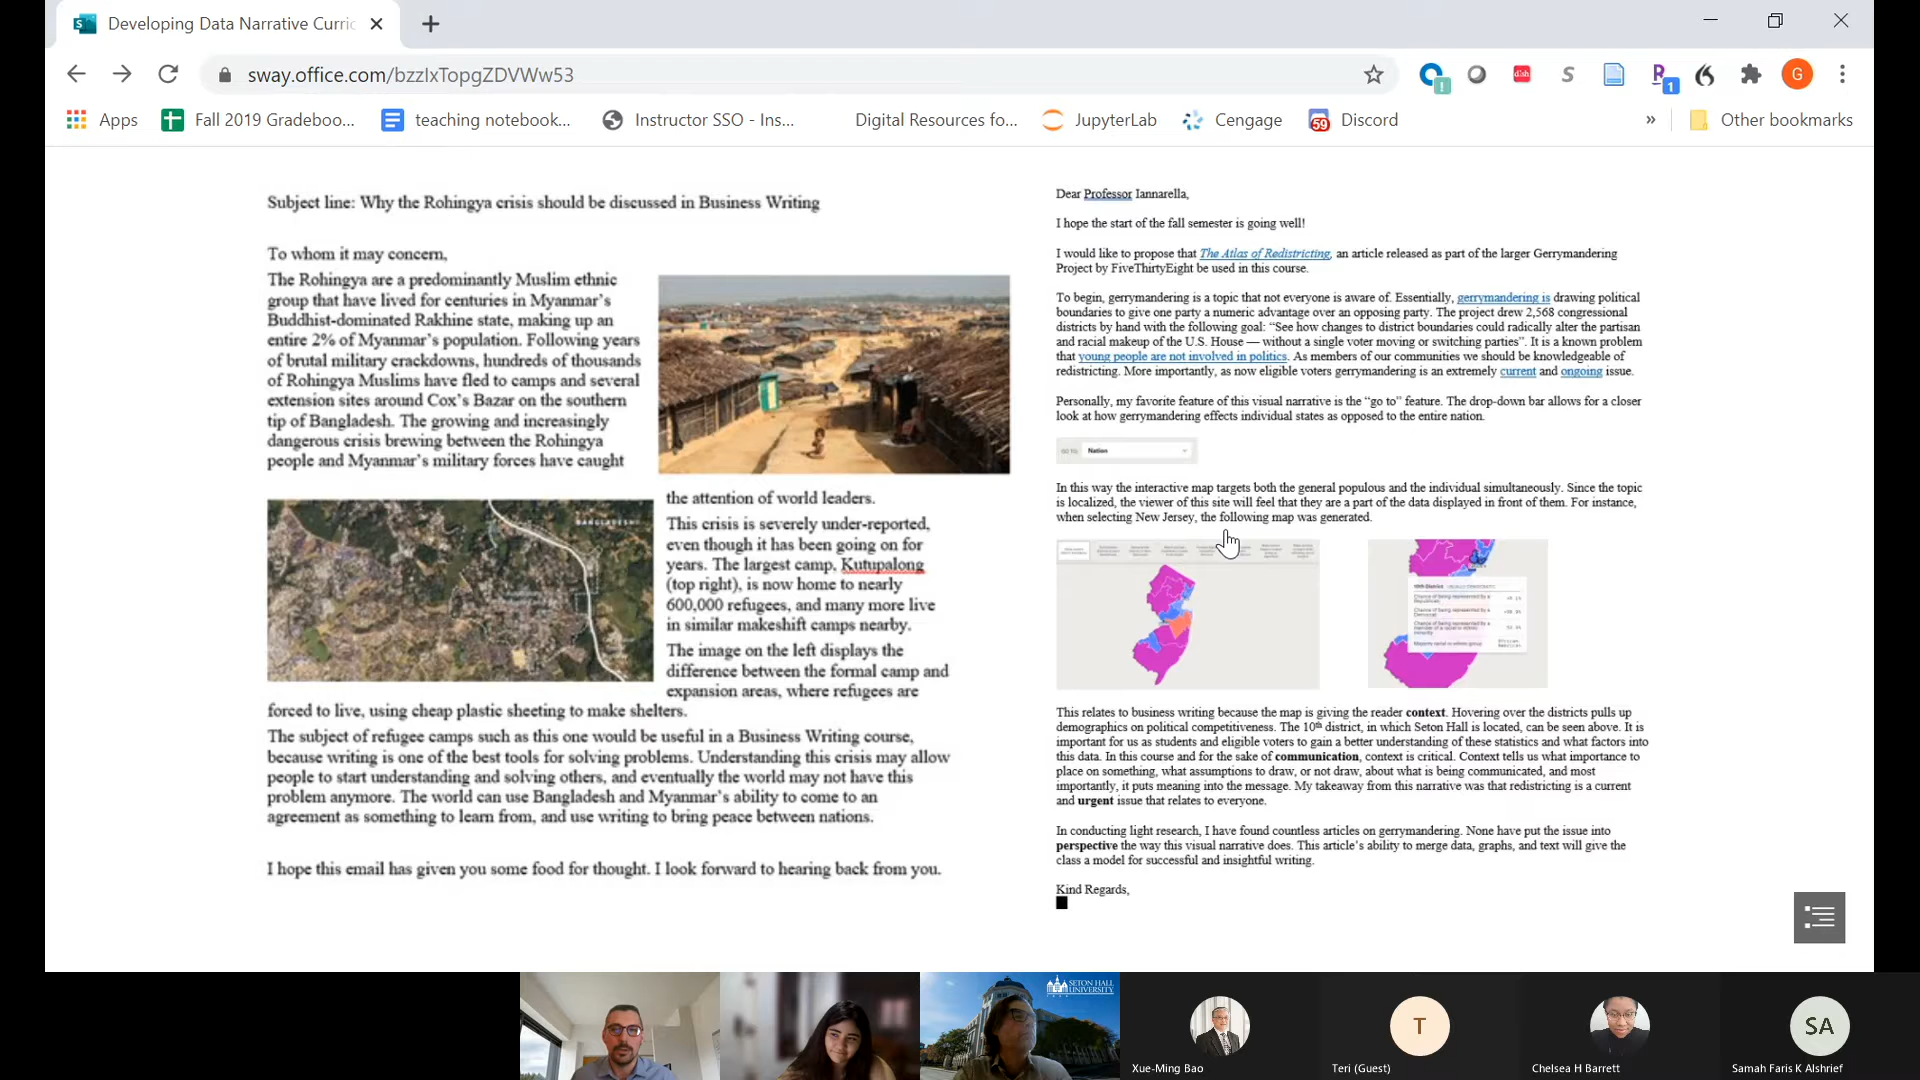 Developing Data Narrative Curric
sway.office.com/bzzIxTopgZDVWw53
G
Apps
Fall 2019 Gradeboo...
teaching notebook...
Instructor SSO - Ins...
Digital Resources fo...
JupyterLab
Cengage
59
Discord
»
Other bookmarks
Subject line: Why the Rohingya crisis should be discussed in Business Writing
To whom it may concern,
The Rohingya are a predominantly Muslim ethnic
group that have lived for centuries in Myanmar's
Buddhist-dominated Rakhine state, making up an
entire 2% of Myanmar's population. Following years
of brutal military crackdowns, hundreds of thousands
of Rohingya Muslims have fled to camps and several
extension sites around Cox's Bazar on the southern
tip of Bangladesh. The growing and increasingly
dangerous crisis brewing between the Rohingya
people and Myanmar's military forces have caught
the attention of world leaders.
This crisis is severely under-reported,
even though it has been going on for
years. The largest camp, Kutupalong
(top right), is now home to nearly
600,000 refugees, and many more live
in similar makeshift camps nearby.
The image on the left displays the
difference between the formal camp and
expansion areas, where refugees are
forced to live, using cheap plastic sheeting to make shelters.
The subject of refugee camps such as this one would be useful in a Business Writing course,
because writing is one of the best tools for solving problems. Understanding this crisis may allow
people to start understanding and solving others, and eventually the world may not have this
problem anymore. The world can use Bangladesh and Myanmar's ability to come to an
agreement as something to learn from, and use writing to bring peace between nations.
I hope this email has given you some food for thought. I look forward to hearing back from you.
BANGLADESH
Dear Professor Iannarella,
I hope the start of the fall semester is going well!
I would like to propose that The Atlas of Redistricting, an article released as part of the larger Gerrymandering
Project by FiveThirtyEight be used in this course.
To begin, gerrymandering is a topic that not everyone is aware of. Essentially, gerrymandering is drawing political
boundaries to give one party a numeric advantage over an opposing party. The project drew 2,568 congressional
districts by hand with the following goal: “See how changes to district boundaries could radically alter the partisan
and racial makeup of the U.S. House — without a single voter moving or switching parties”. It is a known problem
that young people are not involved in politics. As members of our communities we should be knowledgeable of
redistricting. More importantly, as now eligible voters gerrymandering is an extremely current and ongoing issue.
Personally, my favorite feature of this visual narrative is the “go to” feature. The drop-down bar allows for a closer
look at how gerrymandering effects individual states as opposed to the entire nation.
GO TO Nation
In this way the interactive map targets both the general populous and the individual simultaneously. Since the topic
is localized, the viewer of this site will feel that they are a part of the data displayed in front of them. For instance,
when selecting New Jersey, the following map was generated.
Chance of being represented by a
Republican
Chance of being represented by a
Democrat
Chance of being represented by a
member of a racial or ethnic
minority
This relates to business writing because the map is giving the reader context. Hovering over the districts pulls up
demographics on political competitiveness. The 10th district, in which Seton Hall is located, can be seen above. It is
important for us as students and eligible voters to gain a better understanding of these statistics and what factors into
this data. In this course and for the sake of communication, context is critical. Context tells us what importance to
place on something, what assumptions to draw, or not draw, about what is being communicated, and most
importantly, it puts meaning into the message. My takeaway from this narrative was that redistricting is a current
and urgent issue that relates to everyone.
In conducting light research, I have found countless articles on gerrymandering. None have put the issue into
perspective the way this visual narrative does. This article's ability to merge data, graphs, and text will give the
class a model for successful and insightful writing.
Kind Regards,
SETON HALL
UNIVERSITY
T
SA
Xue-Ming Bao
Teri (Guest)
Chelsea H Barrett
Samah Faris K Alshrief